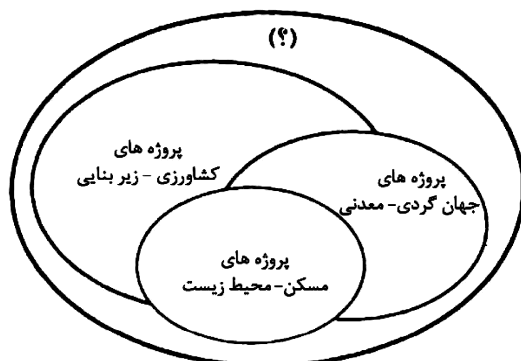 (؟)
پروژه های
کشاورزی - زیر بنایی
پروژه های
جهان گردی- معدنی
پروژه های
مسکن- محیط زیست